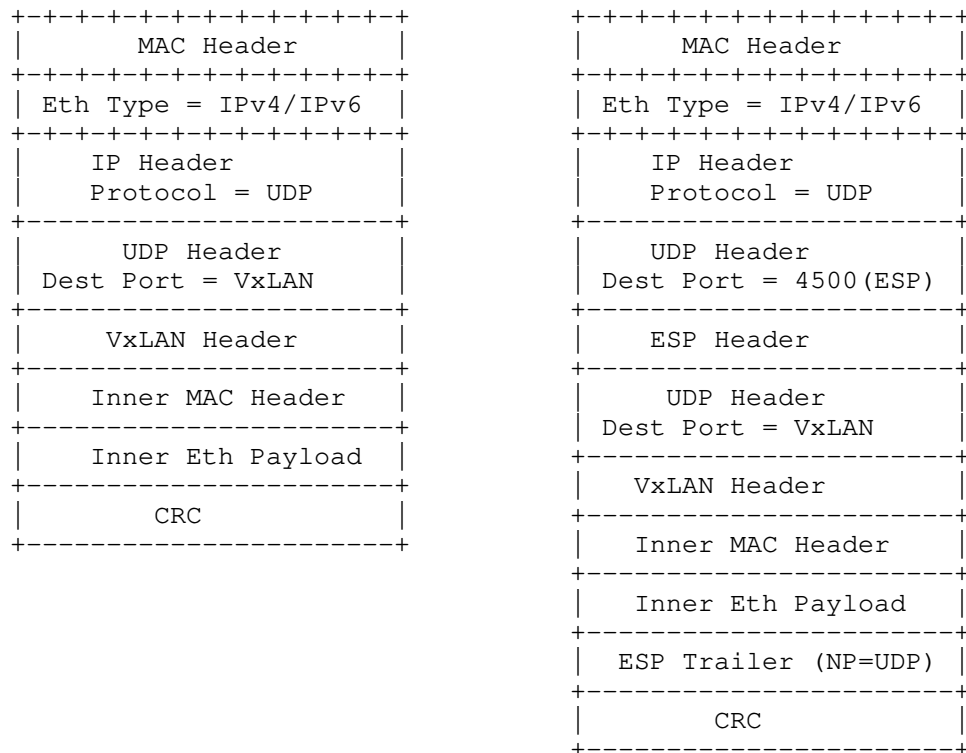 MAC Header
Eth Type = IPv4/IPv6
IP Header
Protocol = UDP
UDP Header
Dest Port = VxLAN
VxLAN Header
Inner MAC Header
Inner Eth Payload
CRC
MAC Header
Eth Type = IPv4/IPv6
IP Header
Protocol = UDP
UDP Header
Dest Port = 4500(ESP)
ESP Header
UDP Header
Dest Port = VxLAN
VxLAN Header
Inner MAC Header
Inner Eth Payload
ESP Trailer (NP=UDP)
CRC